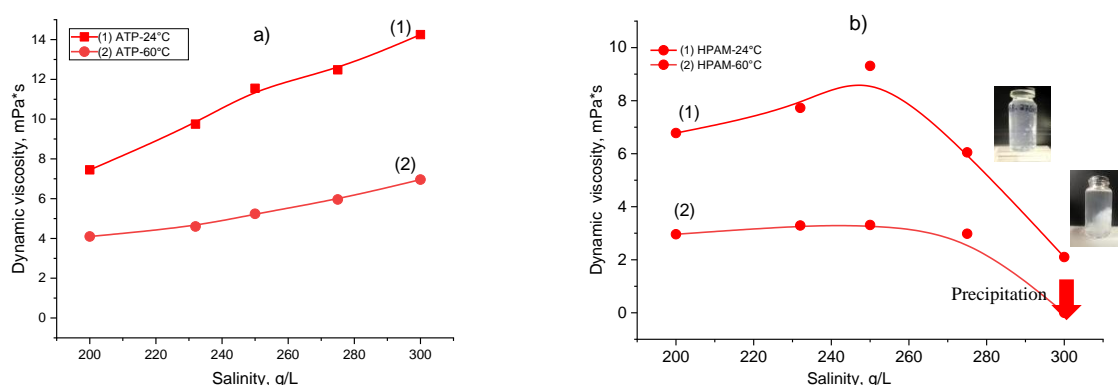 a)
(1) ATP-24°C
(2) ATP-60°C
(1)
(2)
Dynamic viscosity, mPa*s
14
12
10
8
6
4
2
0
200 220 240 260 280 300
Salinity, g/L
b)
(1) HPAM-24°C
(2) HPAM-60°C
(1)
(2)
Precipitation
Dynamic viscosity, mPa*s
10
8
6
4
2
0
200 220 240 260 280 300
Salinity, g/L